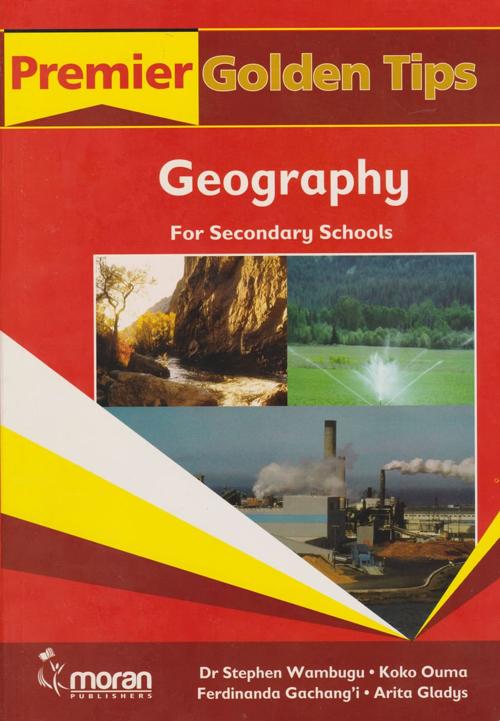 Premier Golden Tips
Geography
For Secondary Schools
moran
PUBLISHERS
Dr Stephen Wambugu • Koko Ouma
Ferdinanda Gachang'i • Arita Gladys